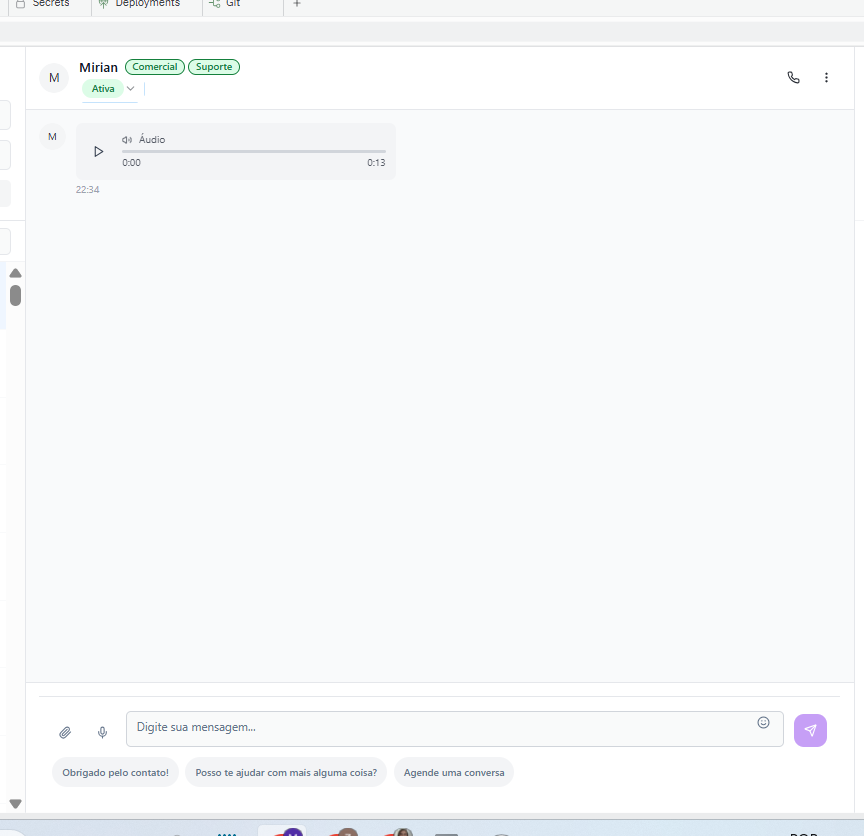 Secrets Deployments Git +
M Mirian Comercial Suporte
Ativa
M
Áudio
0:00 0:13
22:34
Digite sua mensagem...
Obrigado pelo contato! Posso te ajudar com mais alguma coisa? Agende uma conversa